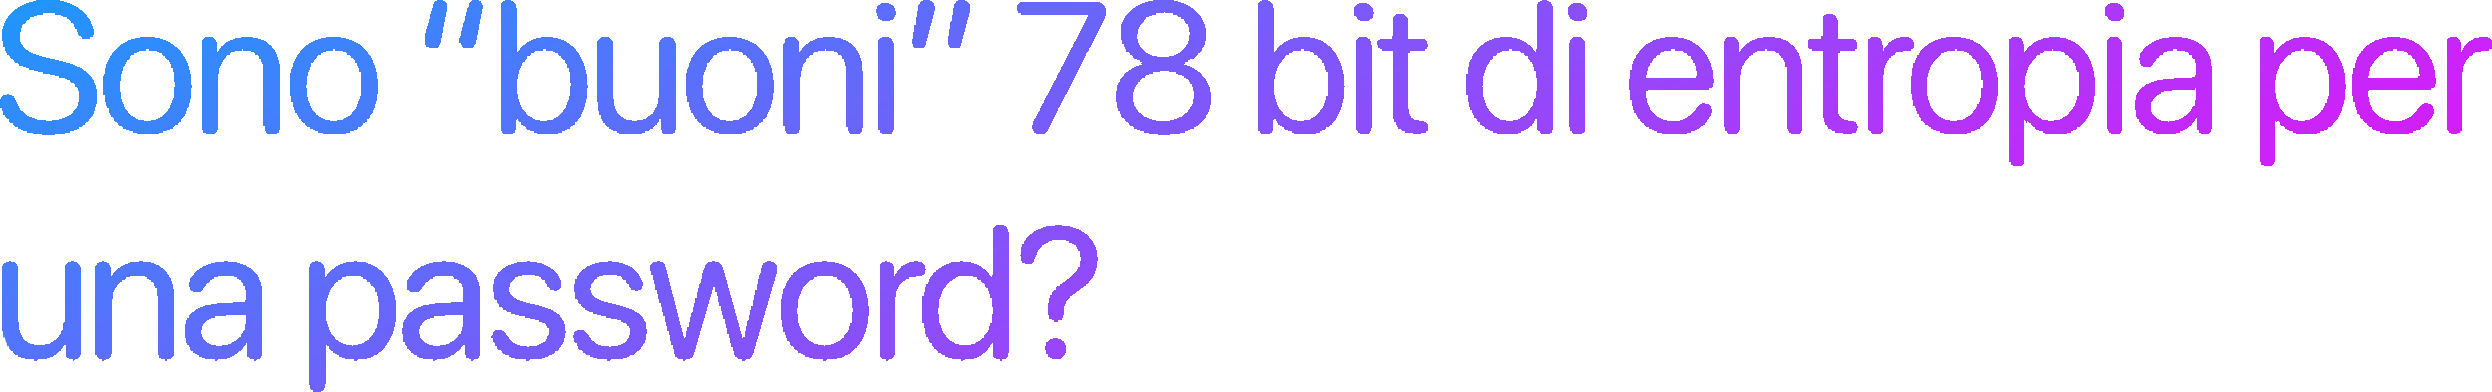 Sono “buoni” 78 bit di entropia per
una password?